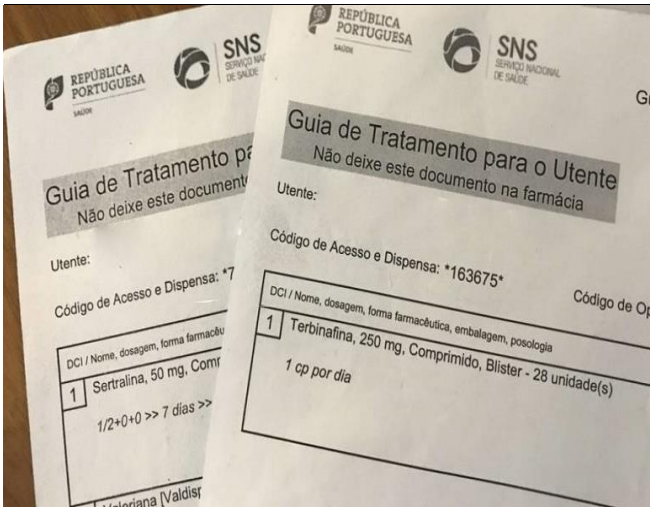 REPÚBLICA
PORTUGUESA
SAÚDE
SNS
SERVIÇO NAC
DE SAÚDE
Guia de Tratamento pa
Não deixe este document
Utente:
Código de Acesso e Dispensa: *7
DCI / Nome, dosagem, forma farmacêu
1 Sertralina, 50 mg, Comp
1/2+0+0 >> 7 dias >>
REPÚBLICA
PORTUGUESA
SAÚDE
SNS
SERVIÇO NACIONAL
DE SAÚDE
Guia de Tratamento para o Utente
Não deixe este documento na farmácia
Utente:
Código de Acesso e Dispensa: *163675*
Código de Op
DCI / Nome, dosagem, forma farmacêutica, embalagem, posologia
1 Terbinafina, 250 mg, Comprimido, Blister - 28 unidade(s)
1 cp por dia